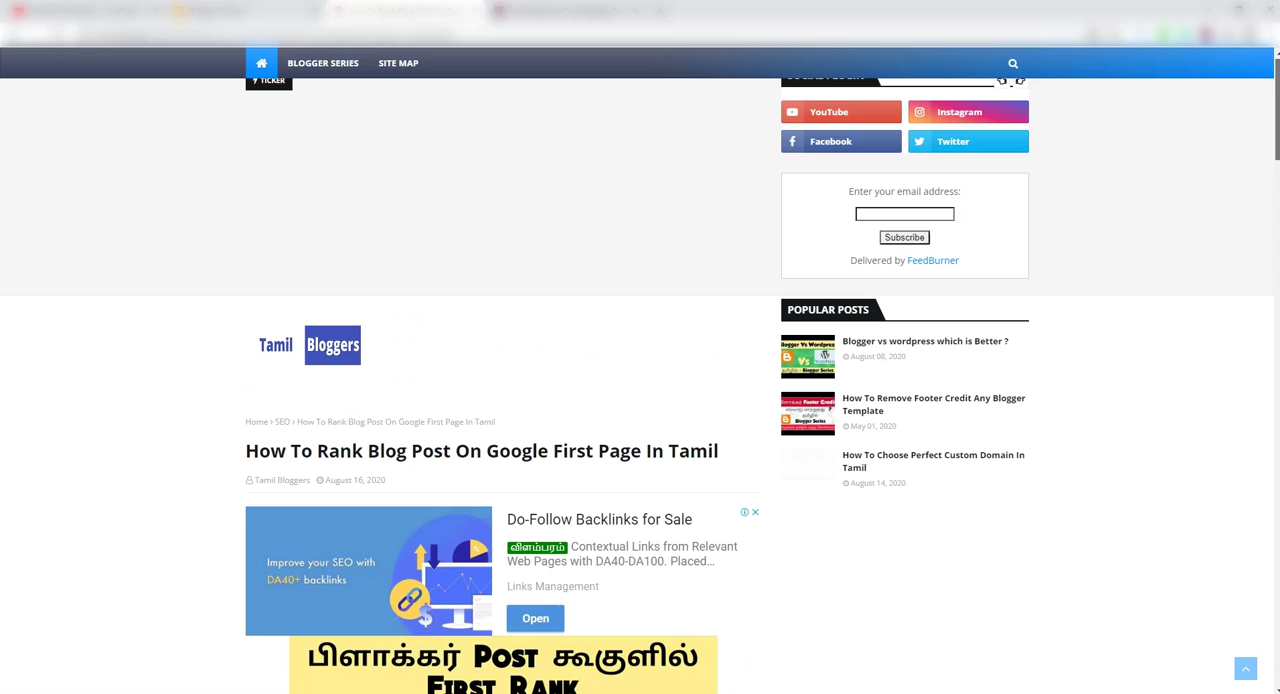 BLOGGER SERIES
SITE MAP
TICKER
YouTube
Instagram
Facebook
Twitter
Enter your email address:
Subscribe
Delivered by FeedBurner
POPULAR POSTS
Blogger vs wordpress which is Better ?
August 08, 2020
How To Remove Footer Credit Any Blogger
Template
May 01, 2020
How To Choose Perfect Custom Domain In
Tamil
August 14, 2020
Tamil Bloggers
Home › SEO › How To Rank Blog Post On Google First Page In Tamil
How To Rank Blog Post On Google First Page In Tamil
Tamil Bloggers August 16, 2020
Improve your SEO with
DA40+ backlinks
Do-Follow Backlinks for Sale
விளம்பரம் Contextual Links from Relevant
Web Pages with DA40-DA100. Placed...
Links Management
Open
பிளாக்கர் Post கூகுளில்
First Rank